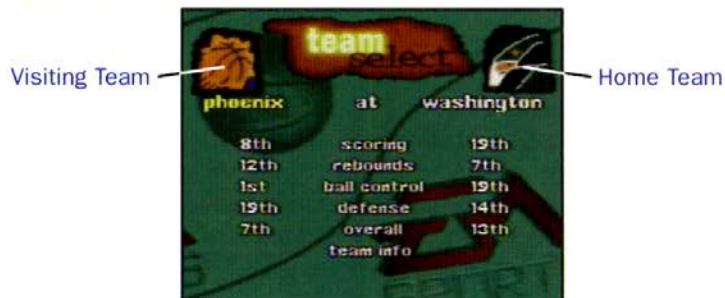 team
select
Visiting Team
Home Team
phoenix at washington
8th scoring 19th
12th rebounds 7th
1st ball control 19th
19th defense 14th
7th overall 13th
team info